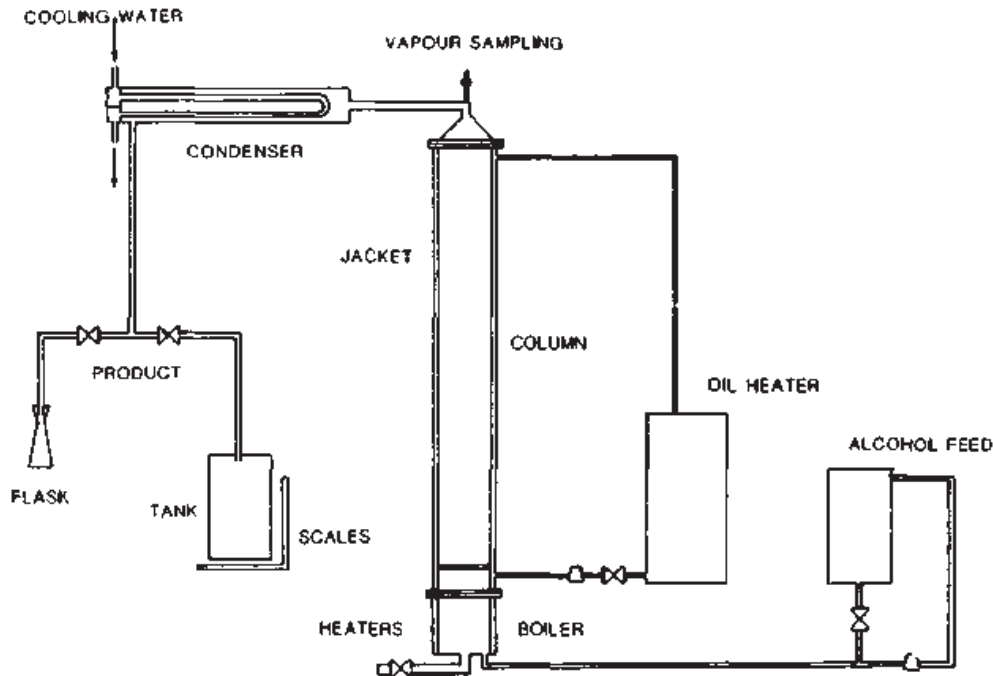 COOLING WATER
VAPOUR SAMPLING
CONDENSER
JACKET
COLUMN
PRODUCT
OIL HEATER
ALCOHOL FEED
FLASK
TANK
SCALES
HEATERS
BOILER